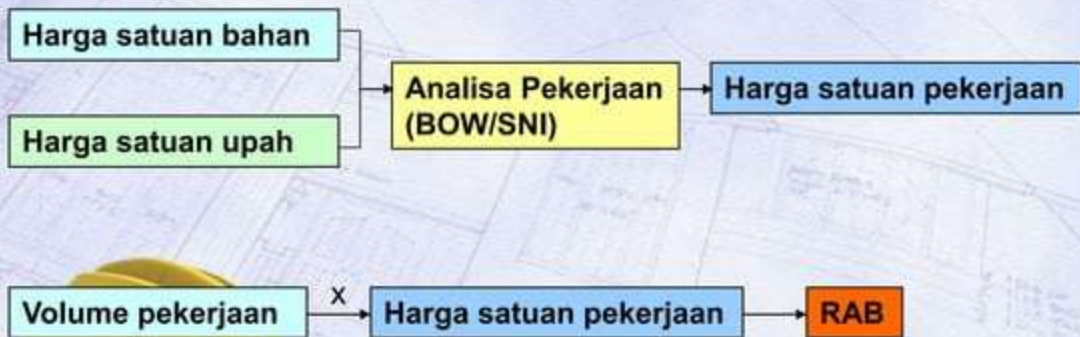 Harga satuan bahan
Harga satuan upah
Analisa Pekerjaan
(BOW/SNI)
Harga satuan pekerjaan
Volume pekerjaan
X
Harga satuan pekerjaan
RAB